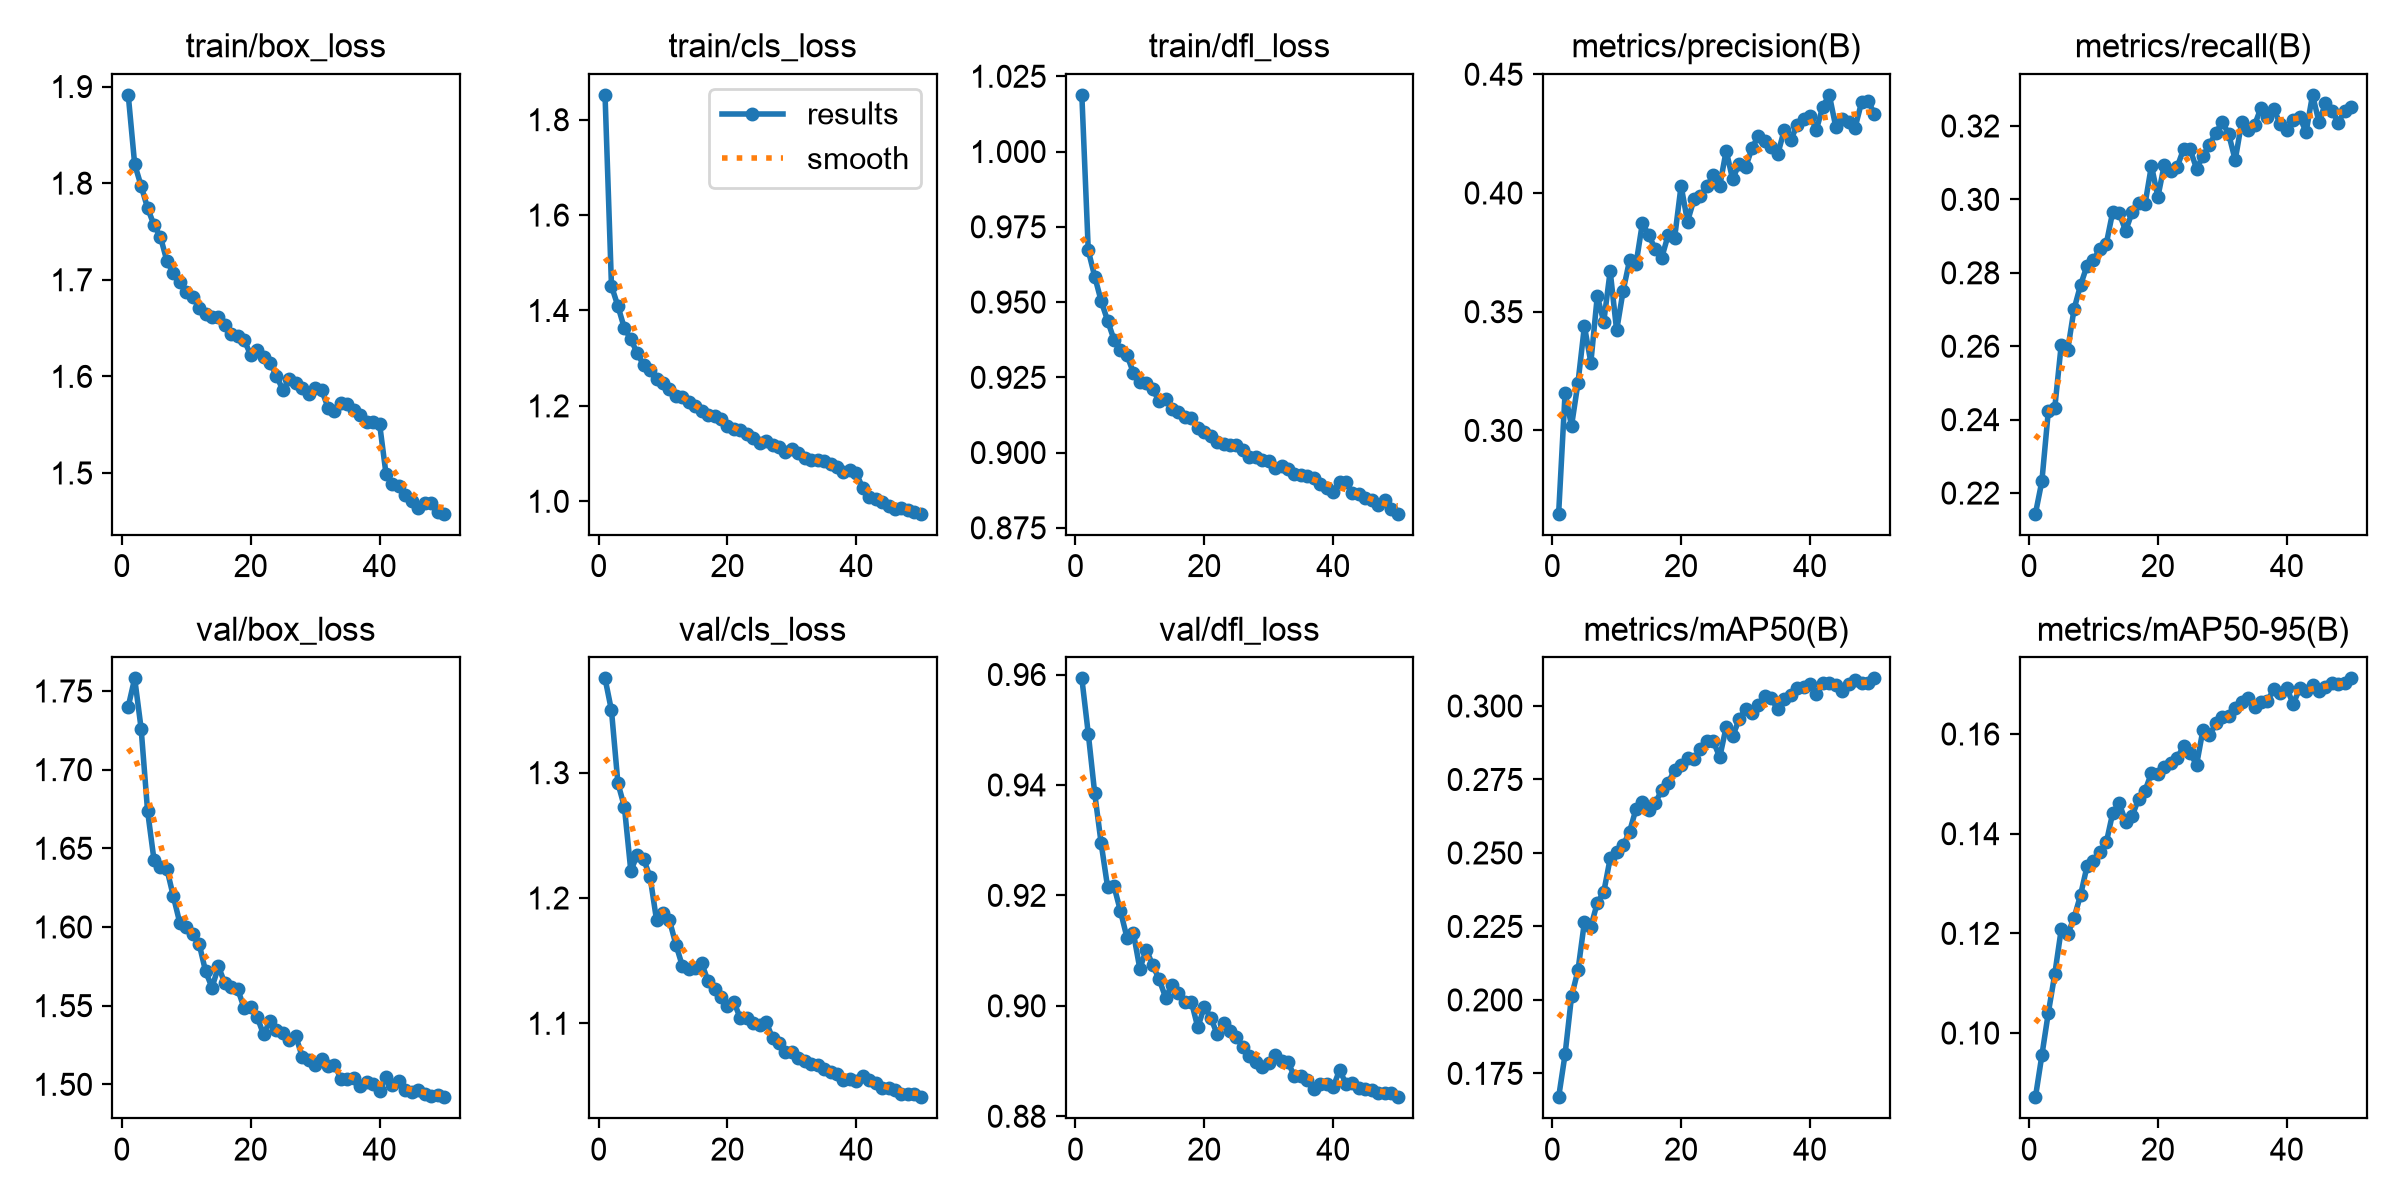 train/box_loss
1.9
1.8
1.7
1.6
1.5
0 20 40
train/cls_loss
results
smooth
1.8
1.6
1.4
1.2
1.0
0 20 40
train/dfl_loss
1.025
1.000
0.975
0.950
0.925
0.900
0.875
0 20 40
metrics/precision(B)
0.45
0.40
0.35
0.30
0 20 40
metrics/recall(B)
0.32
0.30
0.28
0.26
0.24
0.22
0 20 40
val/box_loss
1.75
1.70
1.65
1.60
1.55
1.50
0 20 40
val/cls_loss
1.3
1.2
1.1
0 20 40
val/dfl_loss
0.96
0.94
0.92
0.90
0.88
0 20 40
metrics/mAP50(B)
0.300
0.275
0.250
0.225
0.200
0.175
0 20 40
metrics/mAP50-95(B)
0.16
0.14
0.12
0.10
0 20 40